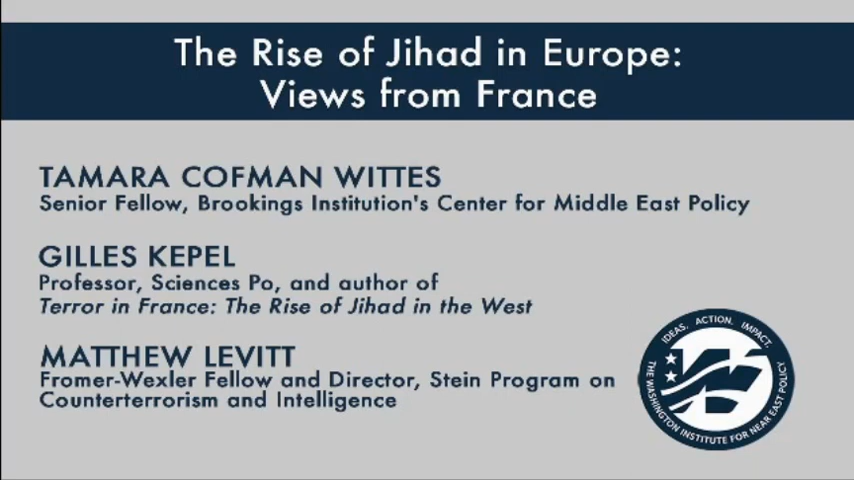 The Rise of Jihad in Europe:
Views from France
TAMARA COFMAN WITTES
Senior Fellow, Brookings Institution's Center for Middle East Policy
GILLES KEPEL
Professor, Sciences Po, and author of
Terror in France: The Rise of Jihad in the West
MATTHEW LEVITT
Fromer-Wexler Fellow and Director, Stein Program on
Counterterrorism and Intelligence
IDEAS. ACTION. IMPACT.
W
THE WASHINGTON INSTITUTE FOR NEAR EAST POLICY